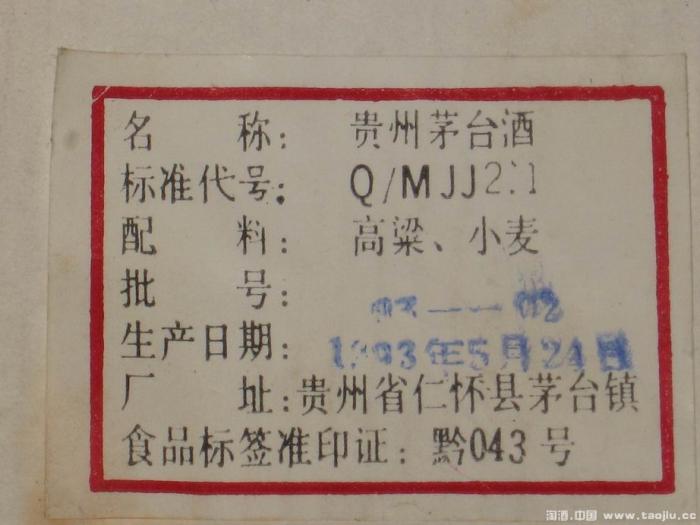 名 称: 贵州茅台酒
标准代号: Q/MJJ2.1
配 料: 高粱、小麦
批 号: 93——02
生产日期: 1993年5月24日
厂 址: 贵州省仁怀县茅台镇
食品标签准印证: 黔043号
淘酒.中国 www.taojiu.cc